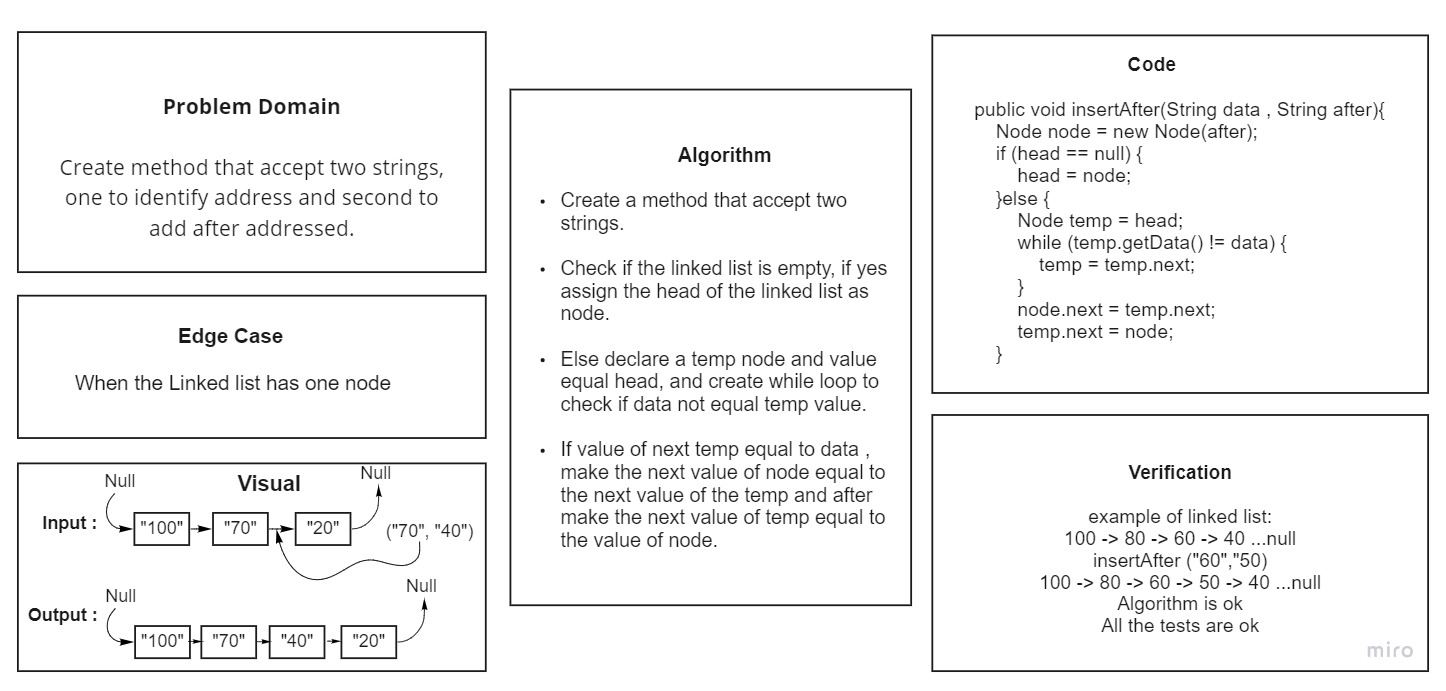 Problem Domain
Create method that accept two strings,
one to identify address and second to
add after addressed.
Edge Case
When the Linked list has one node
Visual
Null
Null
Input :
"100"
"70"
"20"
("70", "40")
Null
Null
Output :
"100"
"70"
"40"
"20"
Algorithm
• Create a method that accept two
strings.
• Check if the linked list is empty, if yes
assign the head of the linked list as
node.
• Else declare a temp node and value
equal head, and create while loop to
check if data not equal temp value.
• If value of next temp equal to data ,
make the next value of node equal to
the next value of the temp and after
make the next value of temp equal to
the value of node.
Code
public void insertAfter(String data , String after){
Node node = new Node(after);
if (head == null) {
head = node;
}else {
Node temp = head;
while (temp.getData() != data) {
temp = temp.next;
}
node.next = temp.next;
temp.next = node;
}
Verification
example of linked list:
100 -> 80 -> 60 -> 40 ...null
insertAfter ("60","50)
100 -> 80 -> 60 -> 50 -> 40 ...null
Algorithm is ok
All the tests are ok
miro